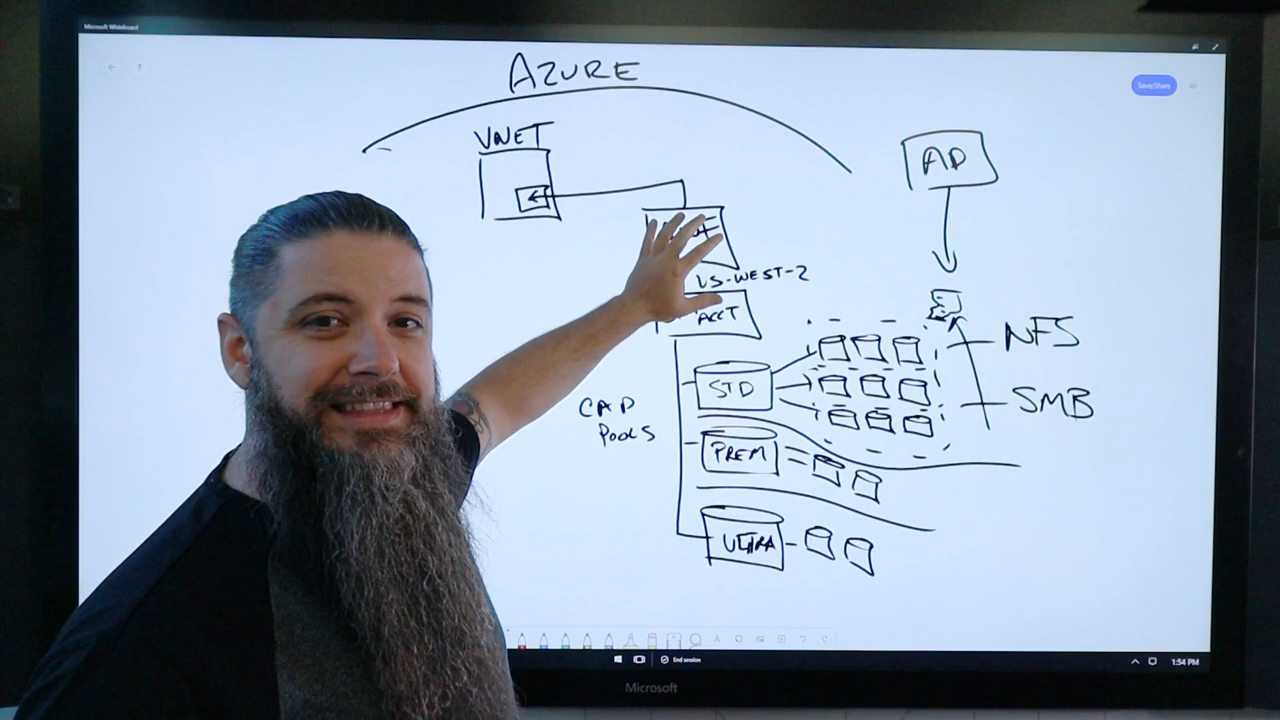 Microsoft Whiteboard
Save/Share
AZURE
VNET
AD
US-WEST-2
ACCT
NFS
STD
SMB
CAP
POOLS
PREM
ULTRA
End session
1:54 PM
Microsoft